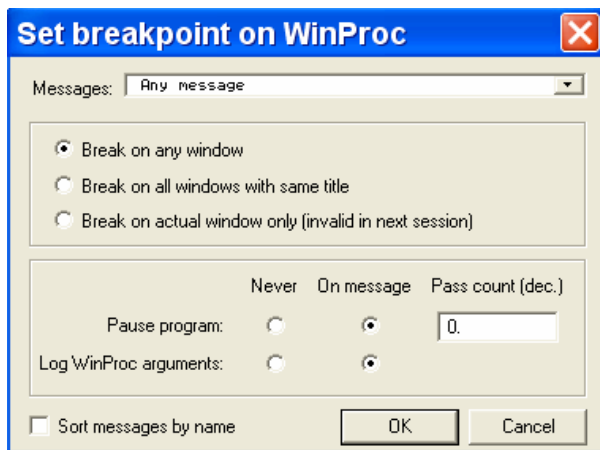 Set breakpoint on WinProc
Messages: Any message
Break on any window
Break on all windows with same title
Break on actual window only (invalid in next session)
Never On message Pass count (dec.)
Pause program: 0.
Log WinProc arguments:
Sort messages by name OK Cancel